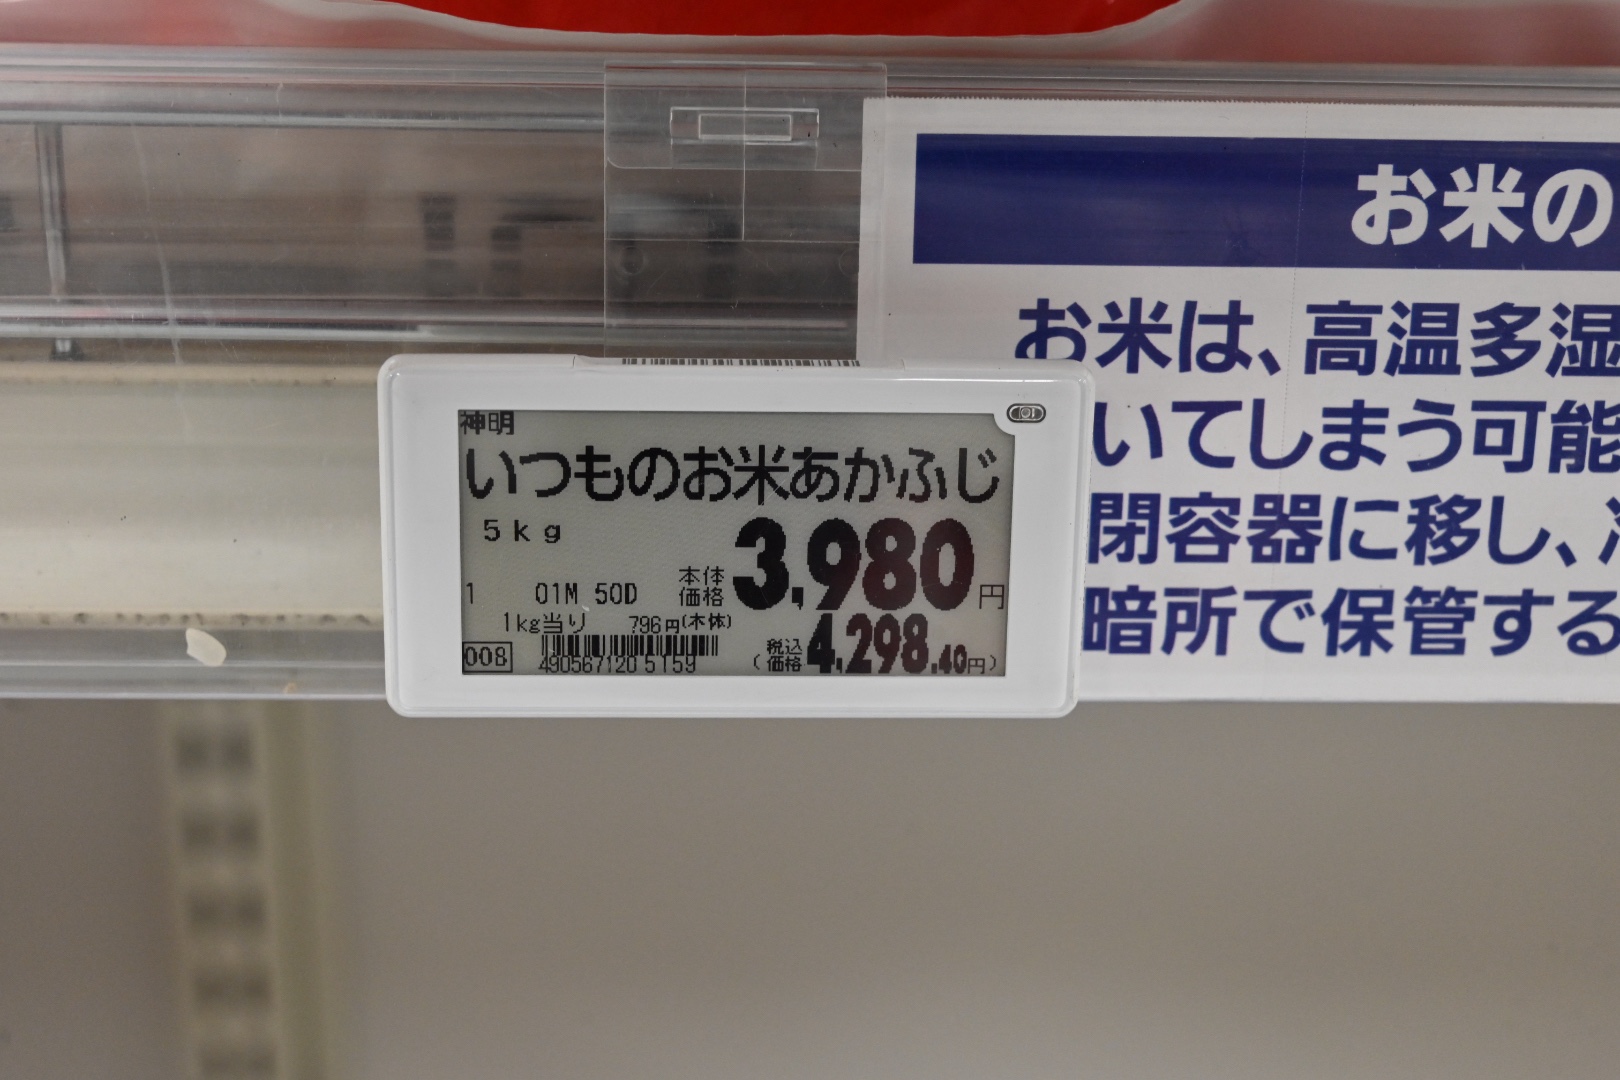 お米の
お米は、高温多湿
いてしまう可能
閉容器に移し、
暗所で保管する
神明
いつものお米あかふじ
5kg
本体価格 3,980円
1 01M 50D
1kg当り 796円(本体)
008 4905671205159
(税込価格 4,298.40円)